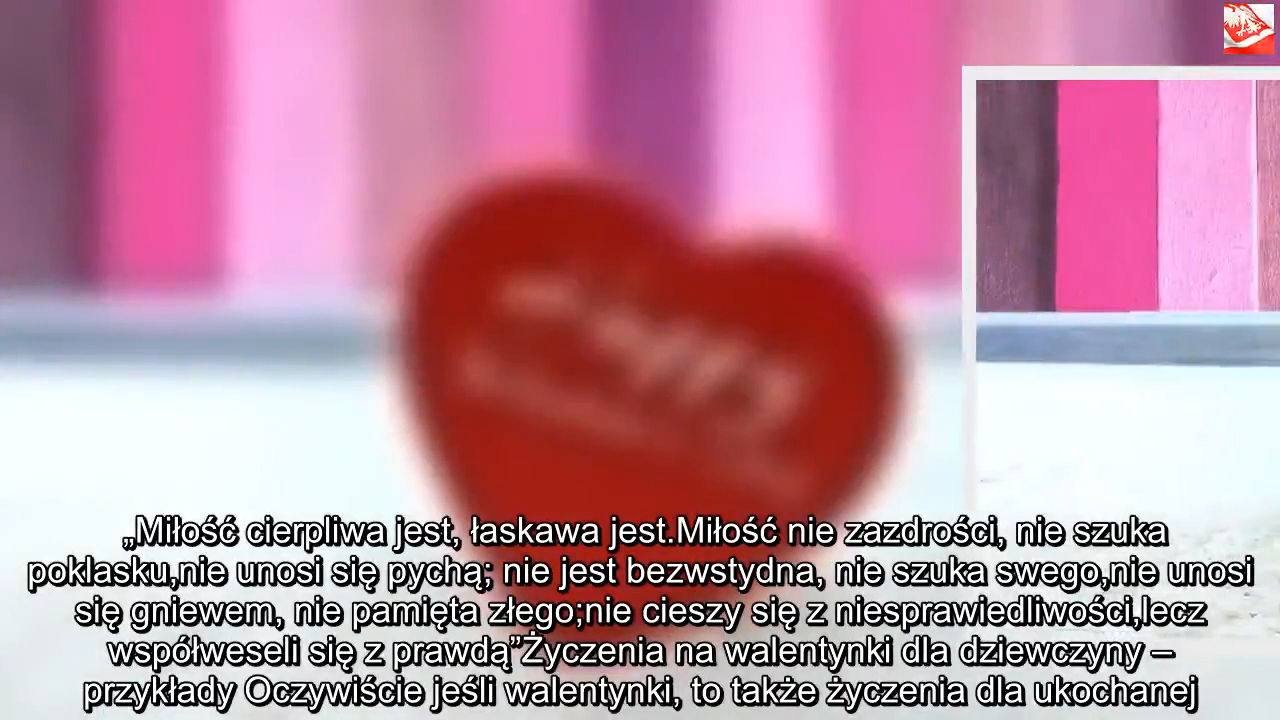 „Miłość cierpliwa jest, łaskawa jest.Miłość nie zazdrości, nie szuka
poklasku,nie unosi się pychą; nie jest bezwstydna, nie szuka swego,nie unosi
się gniewem, nie pamięta złego;nie cieszy się z niesprawiedliwości,lecz
współweseli się z prawdą”Życzenia na walentynki dla dziewczyny –
przykłady Oczywiście jeśli walentynki, to także życzenia dla ukochanej